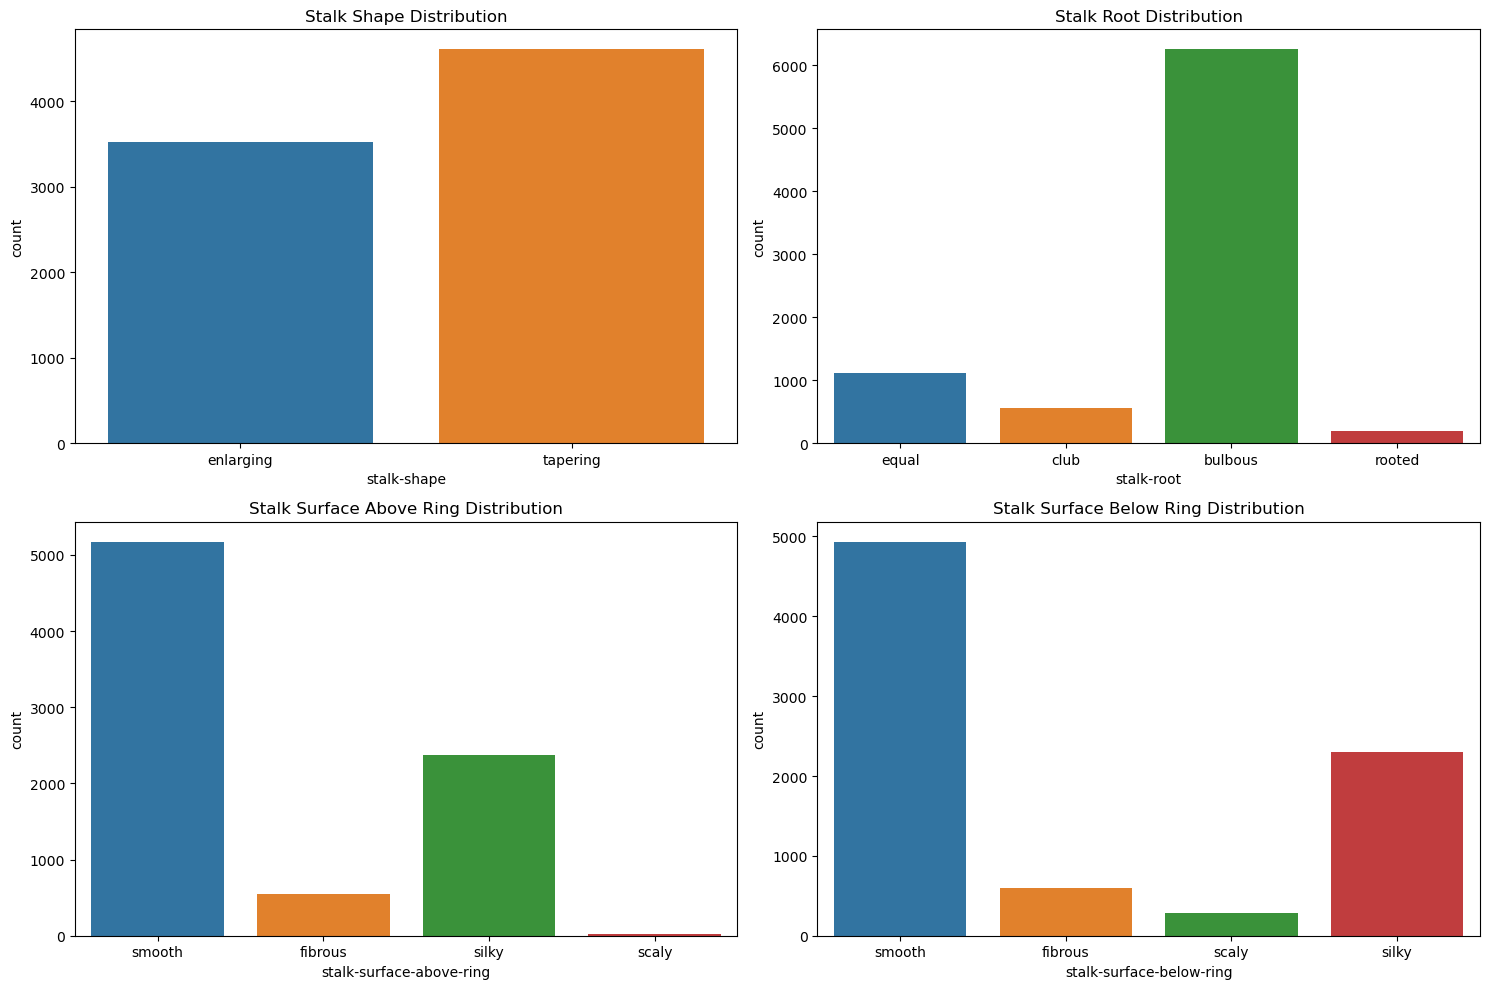 Stalk Shape Distribution
count
4000
3000
2000
1000
0
enlarging tapering
stalk-shape
Stalk Root Distribution
count
6000
5000
4000
3000
2000
1000
0
equal club bulbous rooted
stalk-root
Stalk Surface Above Ring Distribution
count
5000
4000
3000
2000
1000
0
smooth fibrous silky scaly
stalk-surface-above-ring
Stalk Surface Below Ring Distribution
count
5000
4000
3000
2000
1000
0
smooth fibrous scaly silky
stalk-surface-below-ring